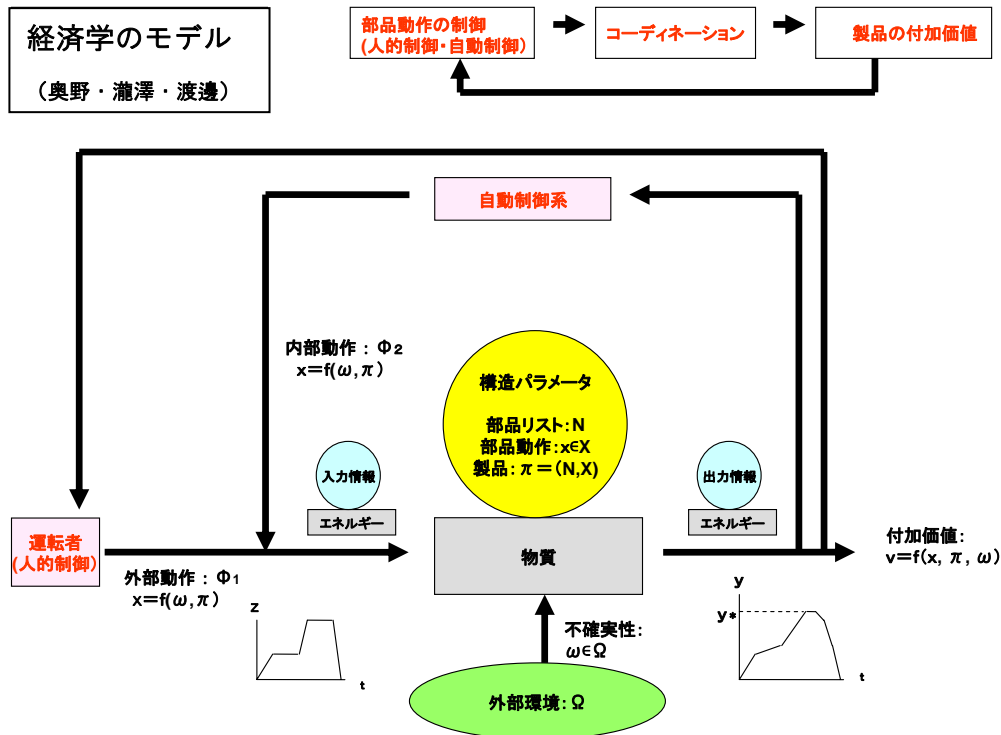 経済学のモデル
（奥野・瀧澤・渡邊）
部品動作の制御
(人的制御・自動制御）
コーディネーション
製品の付加価値
自動制御系
内部動作：Φ2
x＝f(ω,π)
構造パラメータ
部品リスト:N
部品動作:x∈X
製品:π＝(N,X)
入力情報
エネルギー
出力情報
エネルギー
運転者
(人的制御)
物質
付加価値:
v＝f(x, π, ω)
外部動作：Φ1
x＝f(ω,π)
z
t
不確実性:
ω∈Ω
y
y*
t
外部環境:Ω